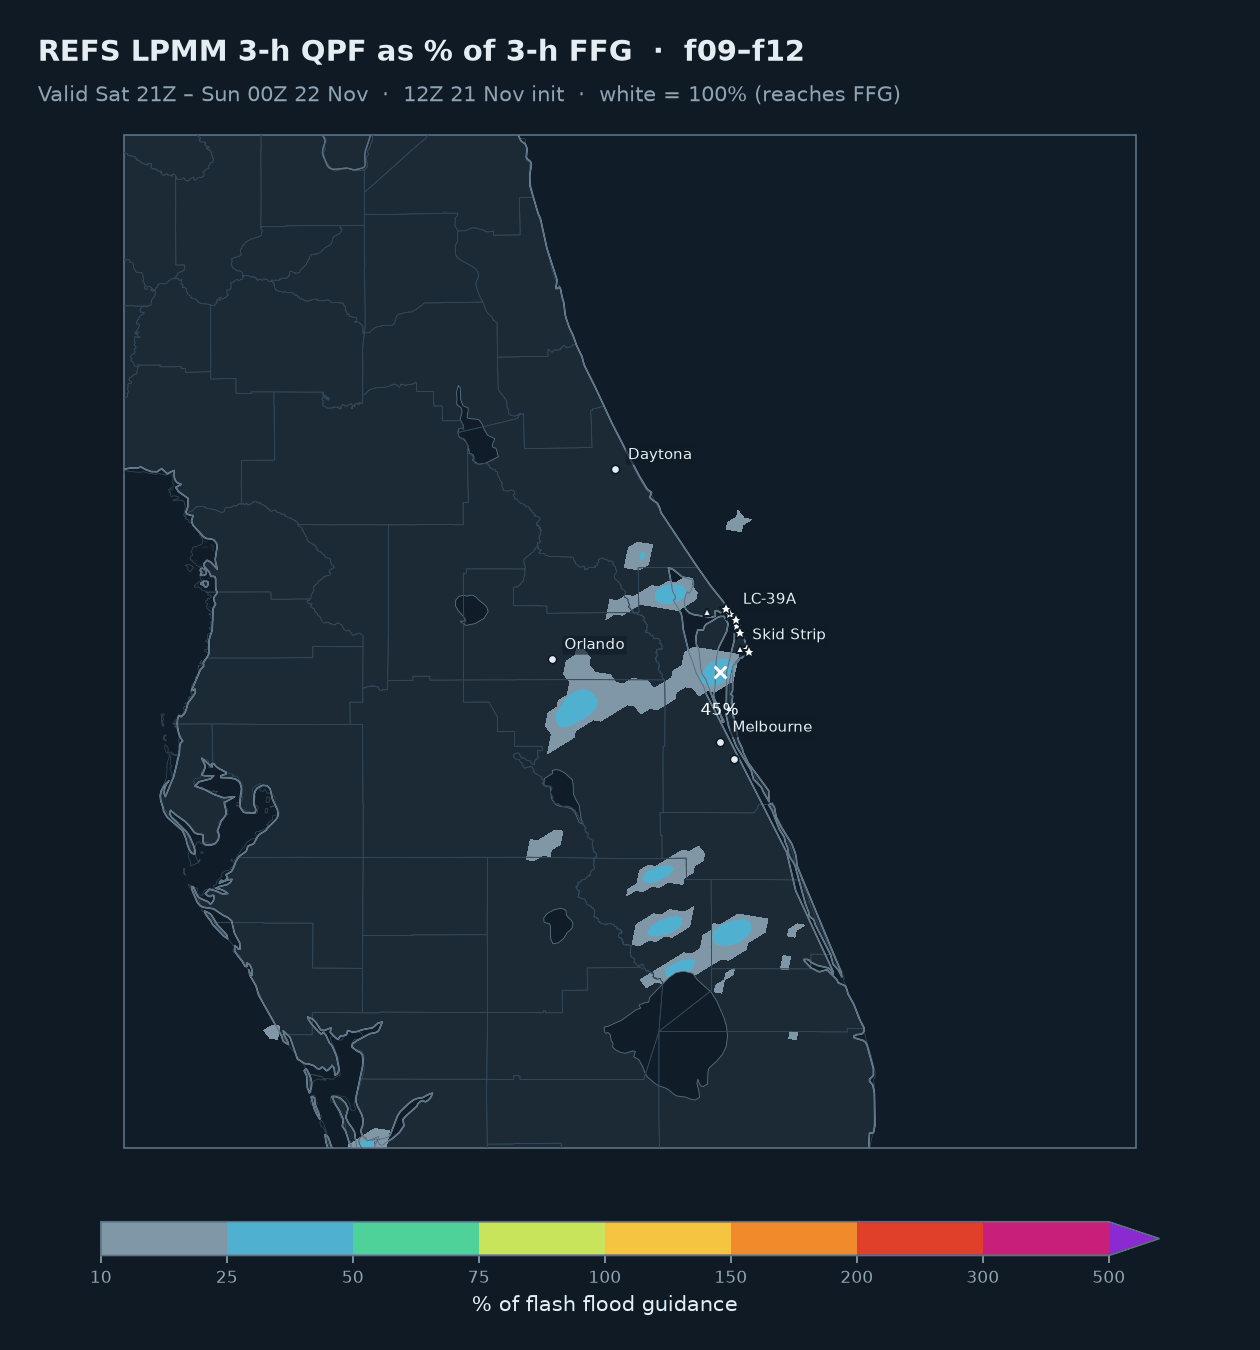 REFS LPMM 3-h QPF as % of 3-h FFG · f09–f12
Valid Sat 21Z – Sun 00Z 22 Nov · 12Z 21 Nov init · white = 100% (reaches FFG)
Daytona
LC-39A
Skid Strip
Orlando
45%
Melbourne
10 25 50 75 100 150 200 300 500
% of flash flood guidance